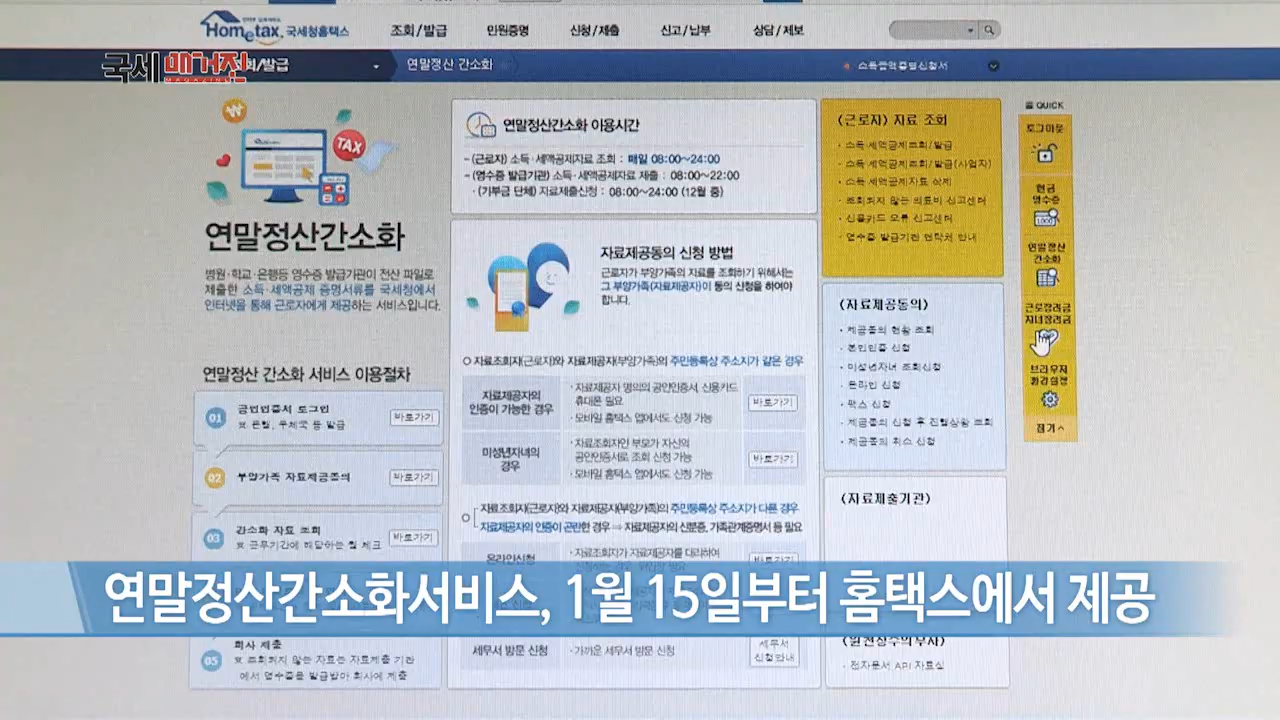 Hometax. 국세청홈택스
조회/발급
민원증명
신청/제출
신고/납부
상담/제보
국세매거진
MAGAZINE
조회/발급
연말정산 간소화
TAX
연말정산간소화
병원·학교·은행등 영수증 발급기관이 전산 파일로
제출한 소득·세액공제 증명서류를 국세청에서
인터넷을 통해 근로자에게 제공하는 서비스입니다.
연말정산 간소화 서비스 이용절차
01
공인인증서 로그인
※ 은행, 우체국 등 발급
바로가기
02
부양가족 자료제공동의
바로가기
03
간소화 자료 조회
※ 근무기간에 해당하는 월 체크
바로가기
05
회사 제출
※ 조회되지 않는 자료는 자료제출 기관
에서 영수증을 발급받아 회사에 제출
연말정산간소화 이용시간
- (근로자) 소득·세액공제자료 조회 : 매일 08:00~24:00
- (영수증 발급기관) 소득·세액공제자료 제출 : 08:00~22:00
· (기부금 단체) 자료제출신청 : 08:00~24:00 (12월 중)
자료제공동의 신청 방법
근로자가 부양가족의 자료를 조회하기 위해서는
그 부양가족(자료제공자)이 동의 신청을 하여야
합니다.
자료조회자(근로자)와 자료제공자(부양가족)의 주민등록상 주소지가 같은 경우
자료제공자의
인증이 가능한 경우
· 자료제공자 명의의 공인인증서, 신용카드
휴대폰 필요
· 모바일 홈택스 앱에서도 신청 가능
바로가기
미성년자녀의
경우
· 자료조회자인 부모가 자신의
공인인증서로 조회 신청 가능
· 모바일 홈택스 앱에서도 신청 가능
바로가기
자료조회자(근로자)와 자료제공자(부양가족)의 주민등록상 주소지가 다른 경우
자료제공자의 인증이 곤란한 경우 ⇒ 자료제공자의 신분증, 가족관계증명서 등 필요
온라인신청
· 자료조회자가 자료제공자를 대리하여
바로가기
세무서 방문 신청
· 가까운 세무서 방문 신청
세무서
신청안내
(근로자) 자료 조회
· 소득·세액공제조회/발급
· 소득·세액공제조회/발급(사업자)
· 소득·세액공제자료 삭제
· 조회되지 않는 의료비 신고센터
· 신용카드 오류 신고센터
· 영수증 발급기관 연락처 안내
(자료제공동의)
· 제공동의 현황 조회
· 본인인증 신청
· 미성년자녀 조회신청
· 온라인 신청
· 팩스 신청
· 제공동의 신청 후 진행상황 조회
· 제공동의 취소 신청
(자료제출기관)
(원천징수의무자)
· 전자문서 API 자료실
QUICK
로그아웃
현금
영수증
연말정산
간소화
근로장려금
자녀장려금
브라우저
환경설정
접기
연말정산간소화서비스, 1월 15일부터 홈택스에서 제공